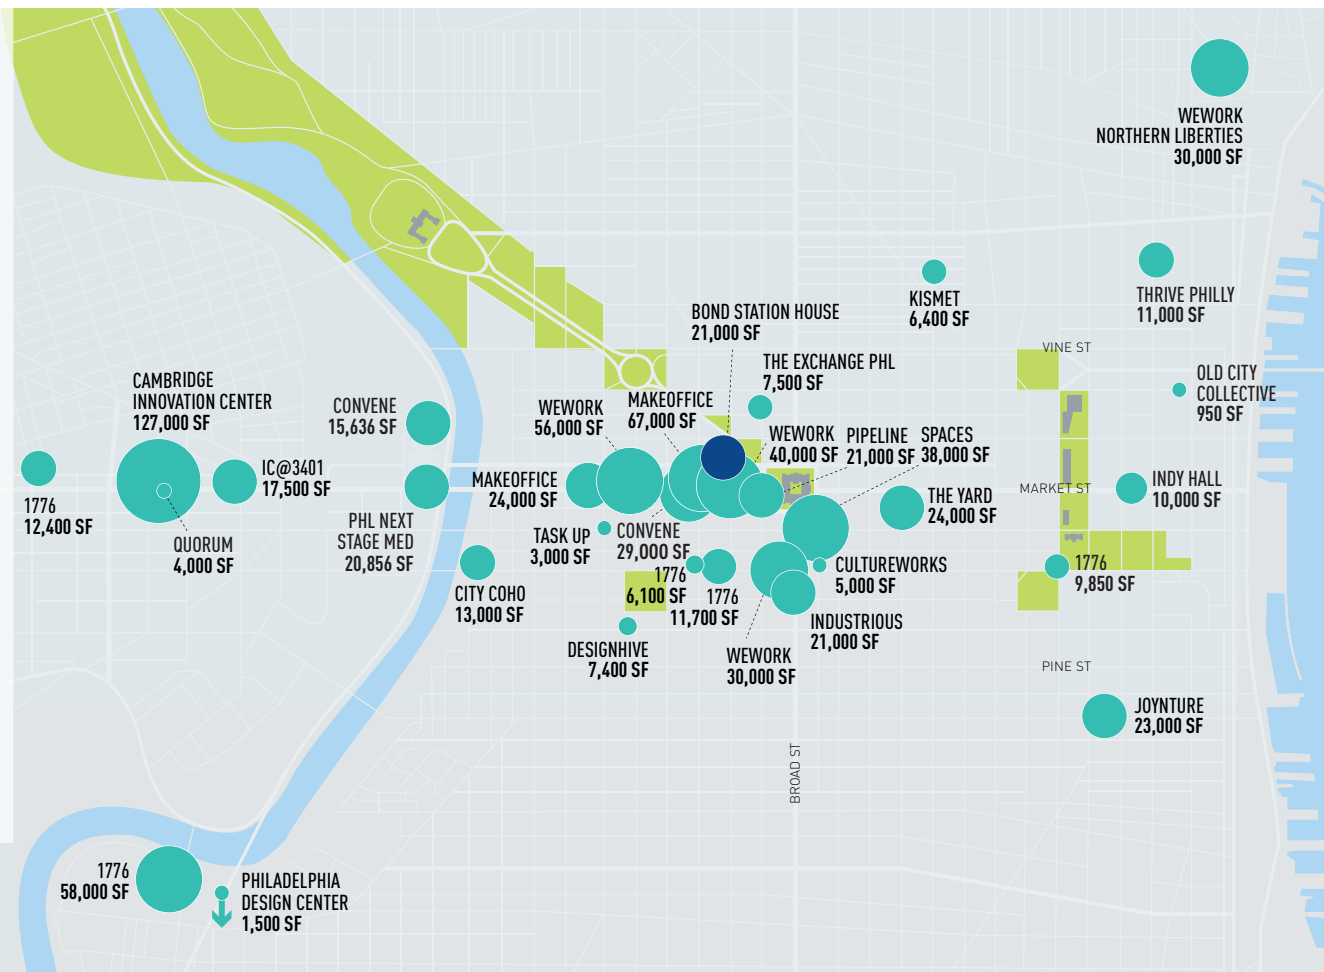 WEWORK
NORTHERN LIBERTIES
30,000 SF
KISMET
6,400 SF
THRIVE PHILLY
11,000 SF
BOND STATION HOUSE
21,000 SF
VINE ST
THE EXCHANGE PHL
7,500 SF
OLD CITY
COLLECTIVE
950 SF
CAMBRIDGE
INNOVATION CENTER
127,000 SF
CONVENE
15,636 SF
WEWORK
56,000 SF
MAKEOFFICE
67,000 SF
WEWORK
40,000 SF
PIPELINE
21,000 SF
SPACES
38,000 SF
1776
12,400 SF
IC@3401
17,500 SF
MAKEOFFICE
24,000 SF
THE YARD
24,000 SF
MARKET ST
INDY HALL
10,000 SF
QUORUM
4,000 SF
PHL NEXT
STAGE MED
20,856 SF
TASK UP
3,000 SF
CONVENE
29,000 SF
CITY COHO
13,000 SF
1776
6,100 SF
1776
11,700 SF
CULTUREWORKS
5,000 SF
1776
9,850 SF
DESIGNHIVE
7,400 SF
WEWORK
30,000 SF
INDUSTRIOUS
21,000 SF
PINE ST
JOYNTURE
23,000 SF
BROAD ST
1776
58,000 SF
PHILADELPHIA
DESIGN CENTER
1,500 SF